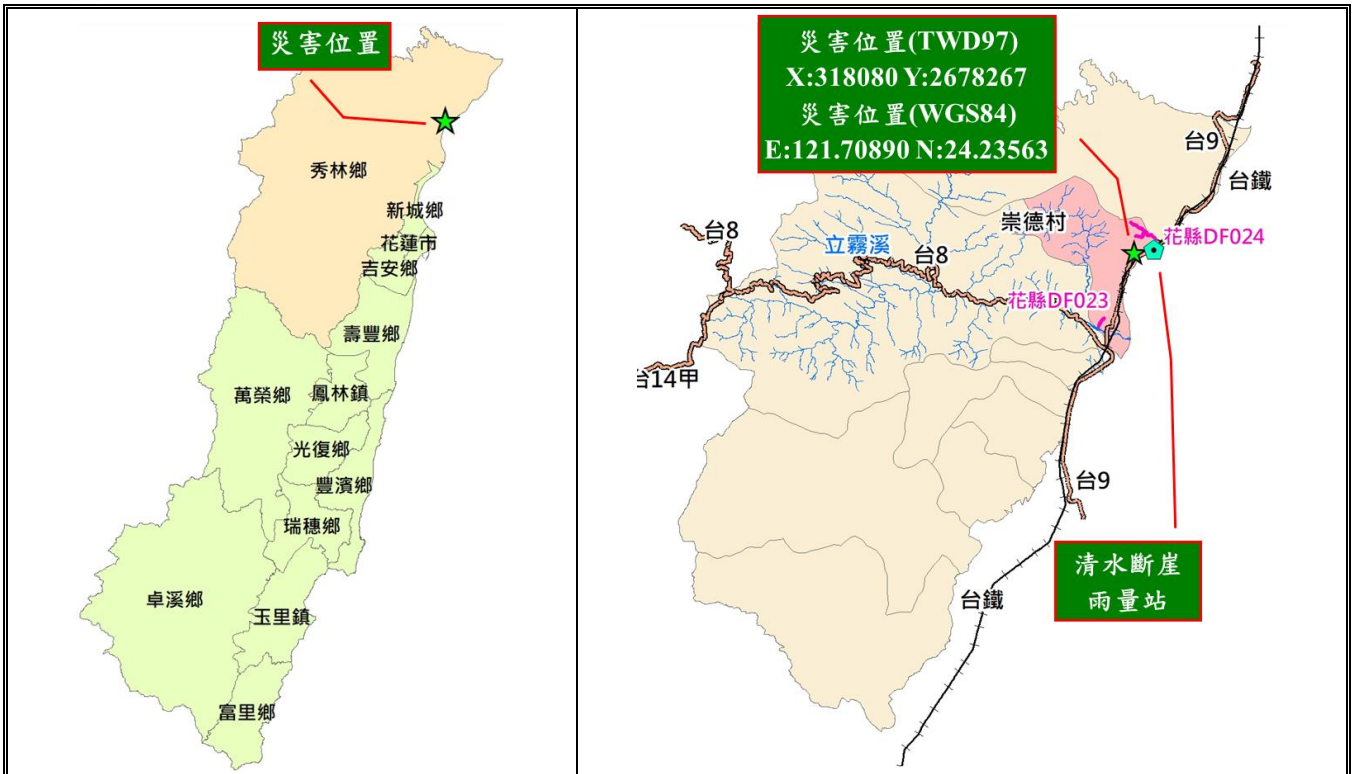 災害位置
秀林鄉
新城鄉
花蓮市
吉安鄉
壽豐鄉
萬榮鄉
鳳林鎮
光復鄉
豐濱鄉
瑞穗鄉
卓溪鄉
玉里鎮
富里鄉
災害位置(TWD97)
X:318080 Y:2678267
災害位置(WGS84)
E:121.70890 N:24.23563
台9
台鐵
崇德村
花縣DF024
台8
立霧溪
台8
花縣DF023
台14甲
台9
清水斷崖
雨量站
台鐵